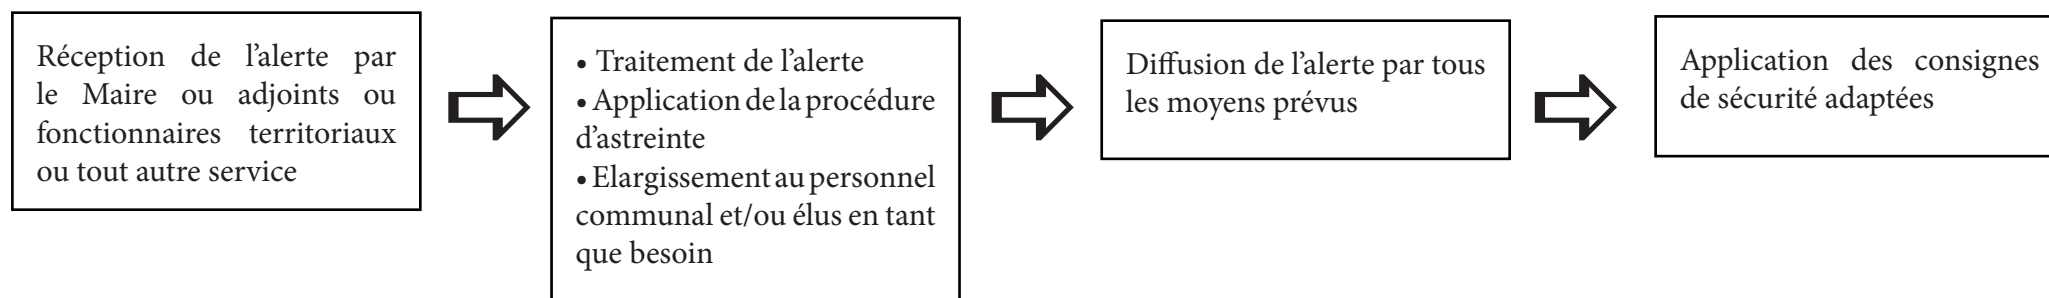 Réception de l’alerte par
le Maire ou adjoints ou
fonctionnaires territoriaux
ou tout autre service
• Traitement de l’alerte
• Application de la procédure
d’astreinte
• Elargissement au personnel
communal et/ou élus en tant
que besoin
Diffusion de l’alerte par tous
les moyens prévus
Application des consignes
de sécurité adaptées